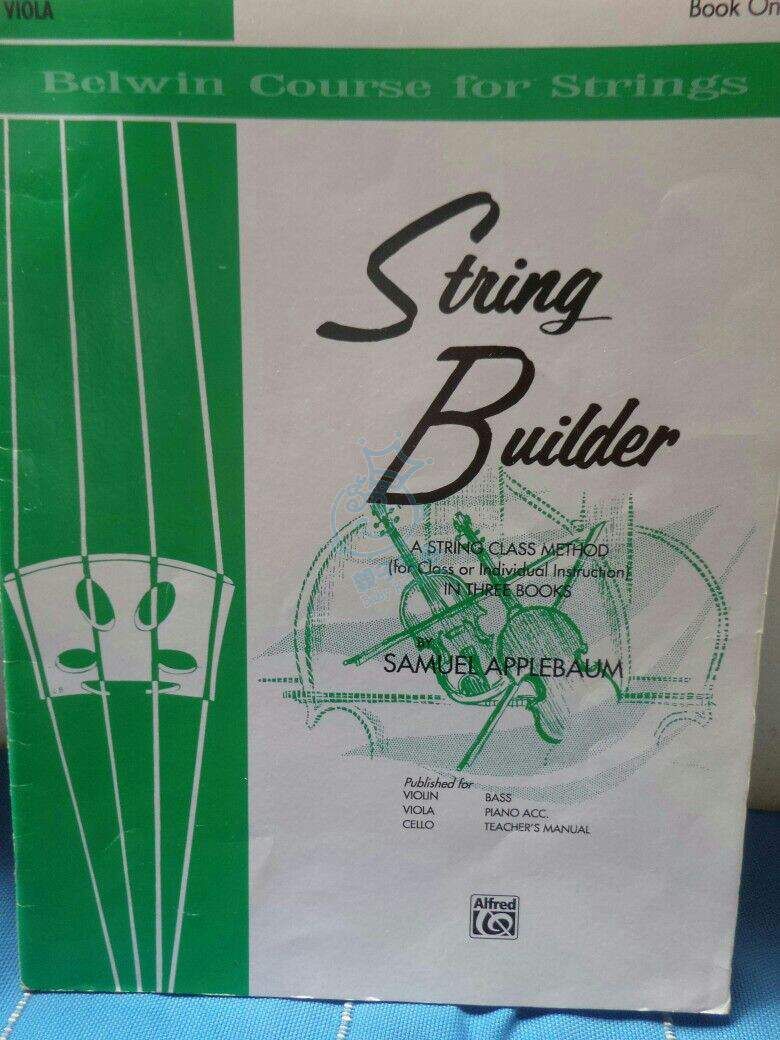 VIOLA
Book On
Belwin Course for Strings
String
Builder
A STRING CLASS METHOD
(for Class or Individual Instruction)
IN THREE BOOKS
BY
SAMUEL APPLEBAUM
Published for
VIOLIN BASS
VIOLA PIANO ACC.
CELLO TEACHER'S MANUAL
Alfred